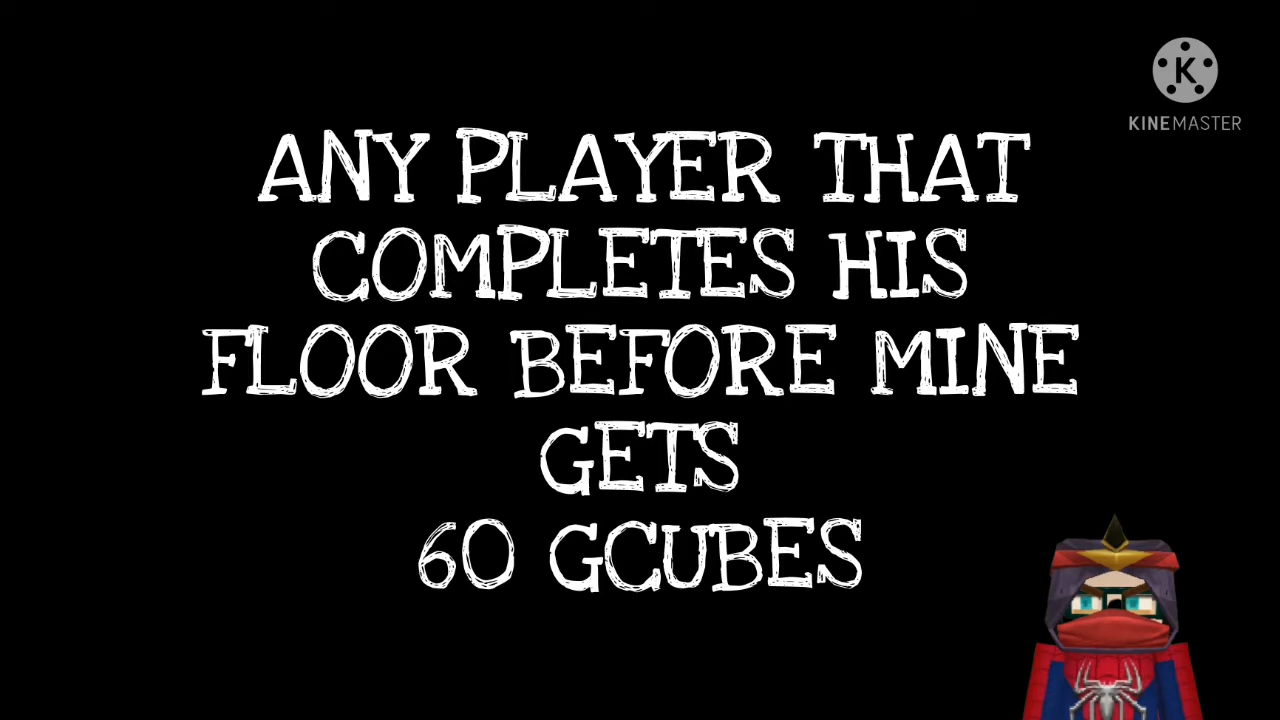 K
KINEMASTER
ANY PLAYER THAT
COMPLETES HIS
FLOOR BEFORE MINE
GETS
60 GCUBES